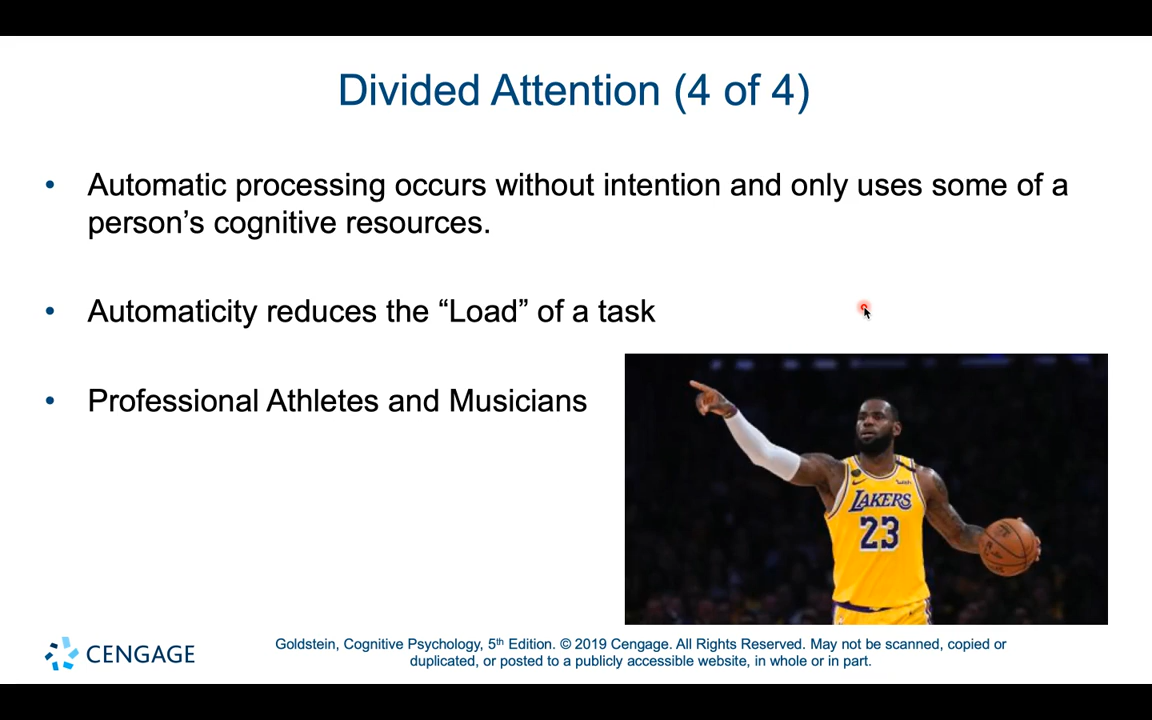 Divided Attention (4 of 4)
• Automatic processing occurs without intention and only uses some of a
person’s cognitive resources.
• Automaticity reduces the “Load” of a task
• Professional Athletes and Musicians
LAKERS
23
CENGAGE
Goldstein, Cognitive Psychology, 5th Edition. © 2019 Cengage. All Rights Reserved. May not be scanned, copied or
duplicated, or posted to a publicly accessible website, in whole or in part.